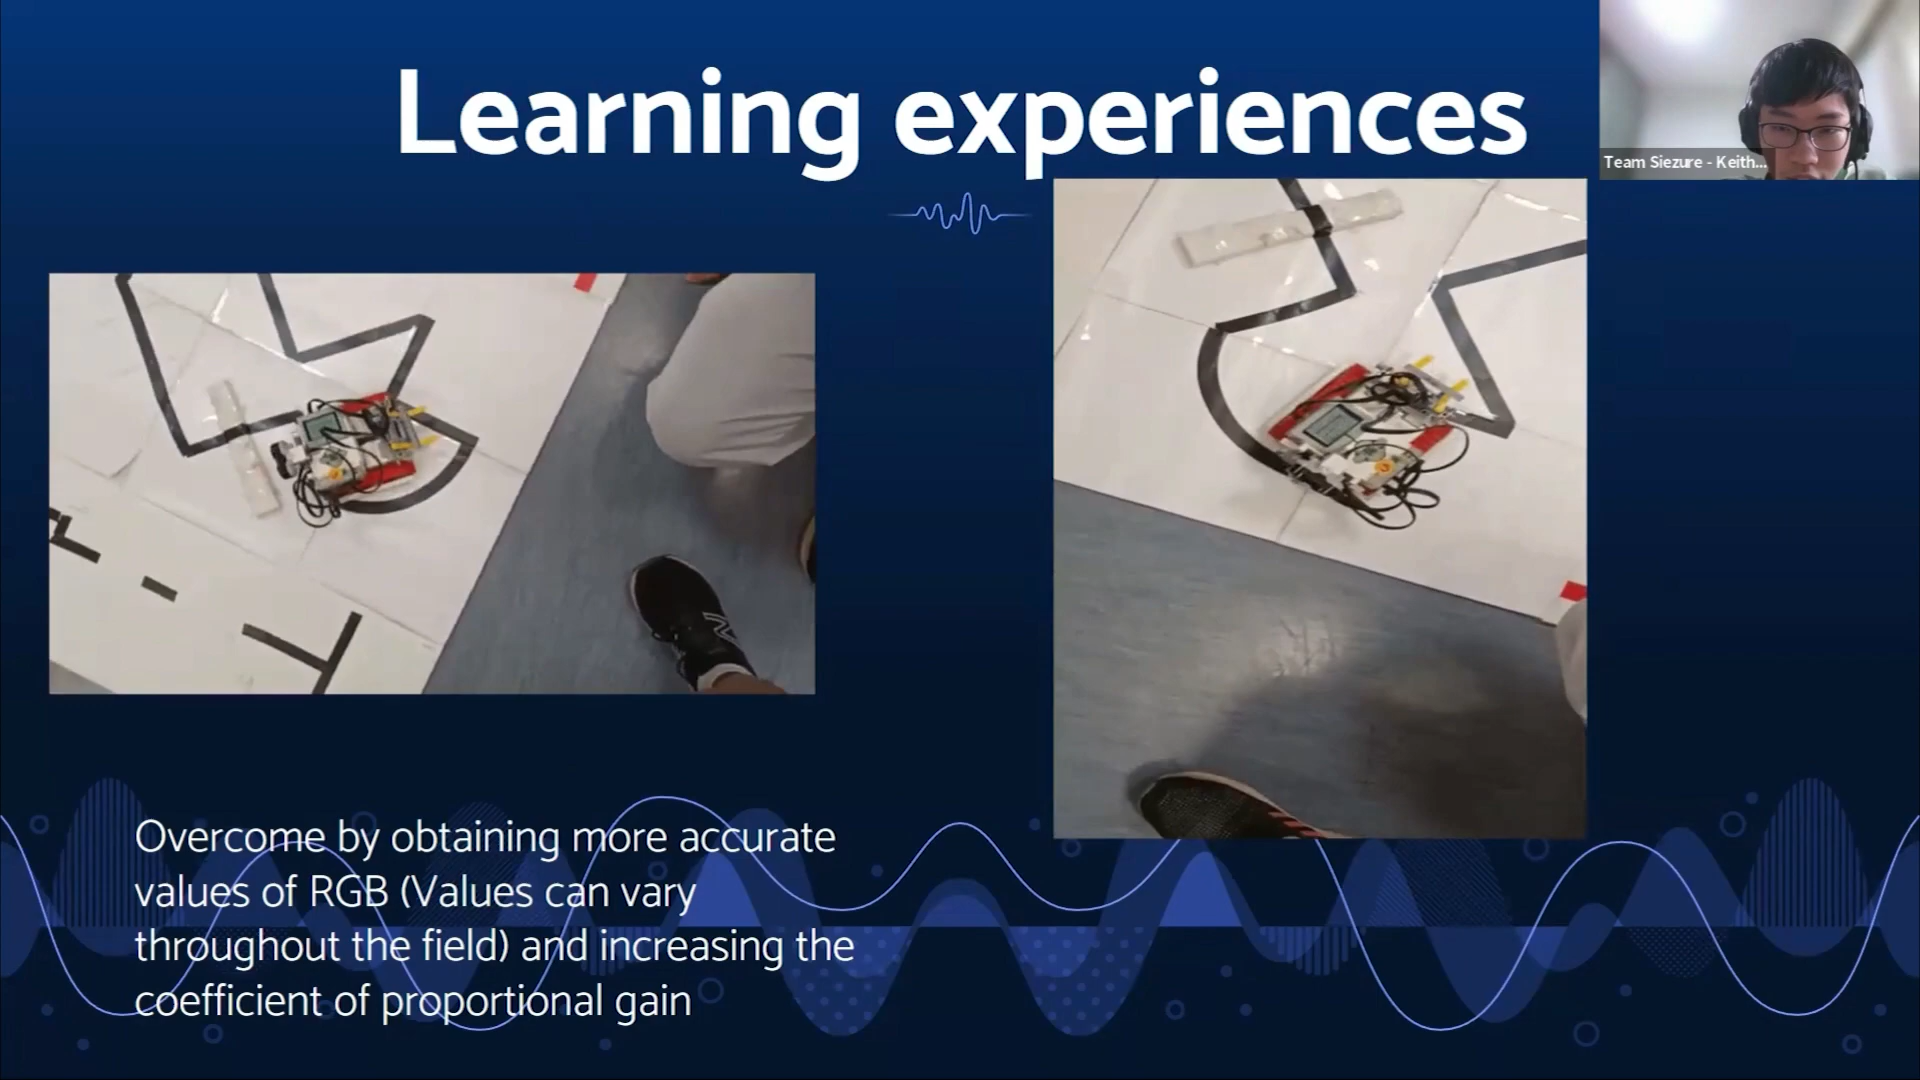 Learning experiences
Team Siezure - Keith...
Overcome by obtaining more accurate
values of RGB (Values can vary
throughout the field) and increasing the
coefficient of proportional gain